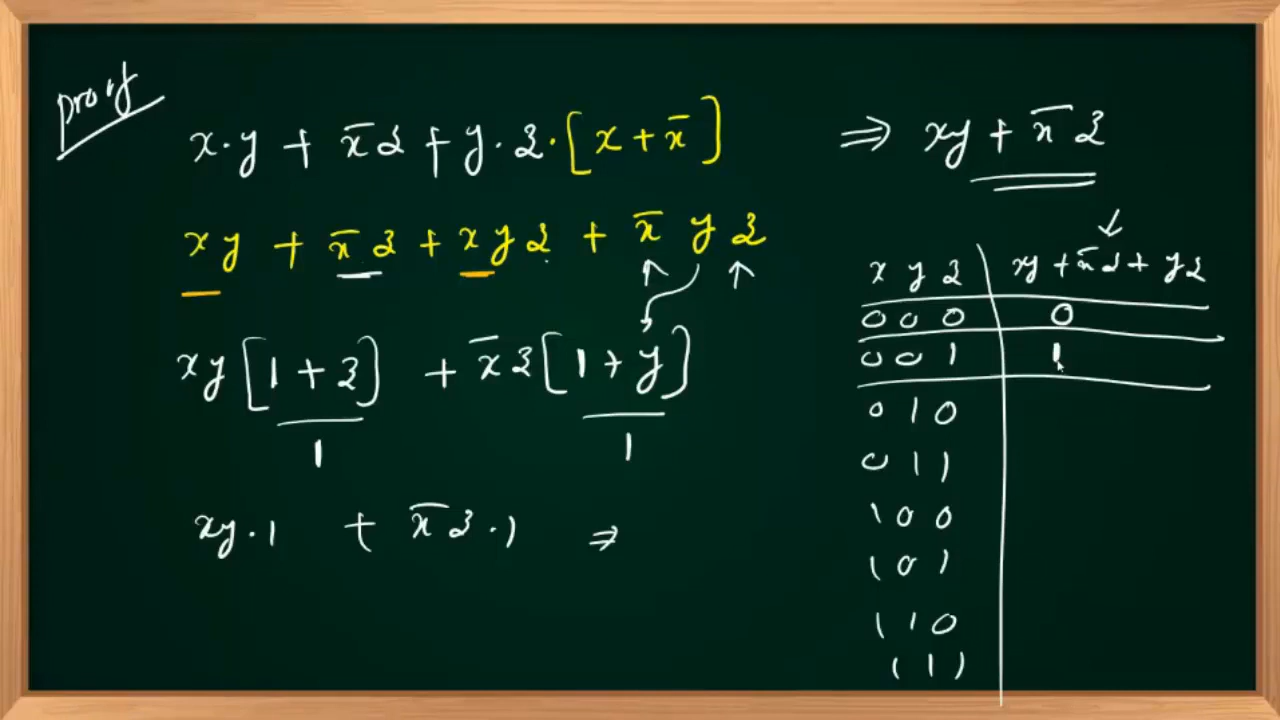 Proof
x·y + x̄z + y·z·[x + x̄]
⇒ xy + x̄z
xy + x̄z + xyz + x̄yz
xy[1 + z] + x̄z[1 + y]
1 1
xy·1 + x̄z·1 ⇒
x y z xy + x̄z + yz
0 0 0 0
0 0 1 1
0 1 0
0 1 1
1 0 0
1 0 1
1 1 0
1 1 1